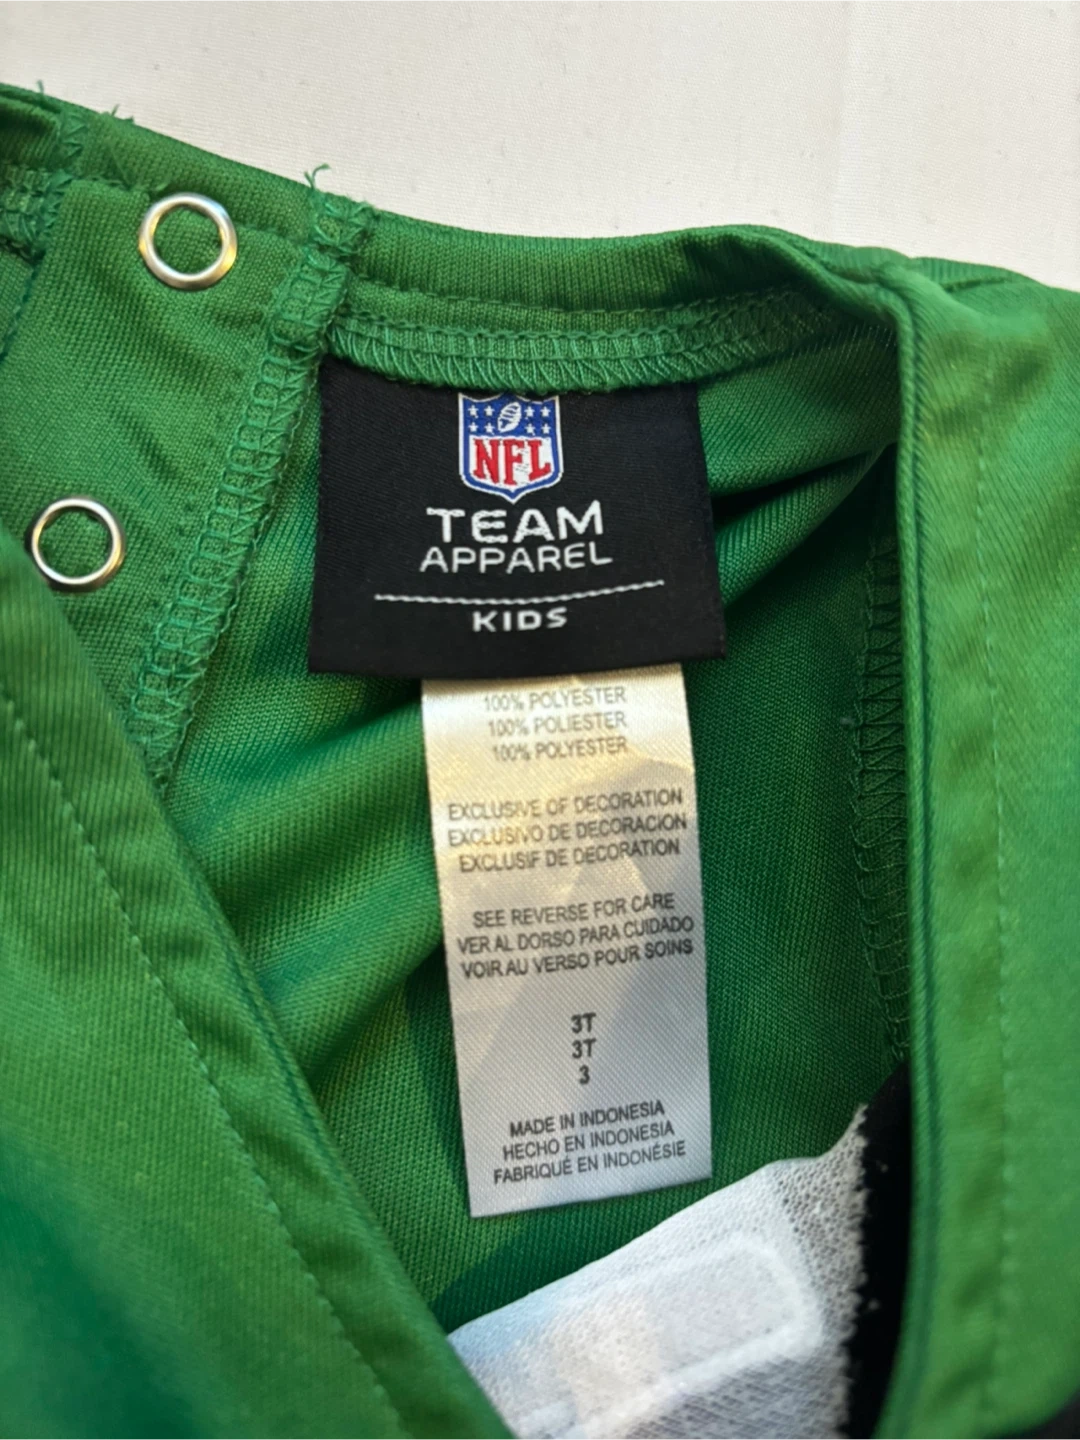 NFL
TEAM
APPAREL
KIDS
100% POLYESTER
100% POLIESTER
100% POLYESTER
EXCLUSIVE OF DECORATION
EXCLUSIVO DE DECORACION
EXCLUSIF DE DECORATION
SEE REVERSE FOR CARE
VER AL DORSO PARA CUIDADO
VOIR AU VERSO POUR SOINS
3T
3T
3
MADE IN INDONESIA
HECHO EN INDONESIA
FABRIQUÉ EN INDONÉSIE